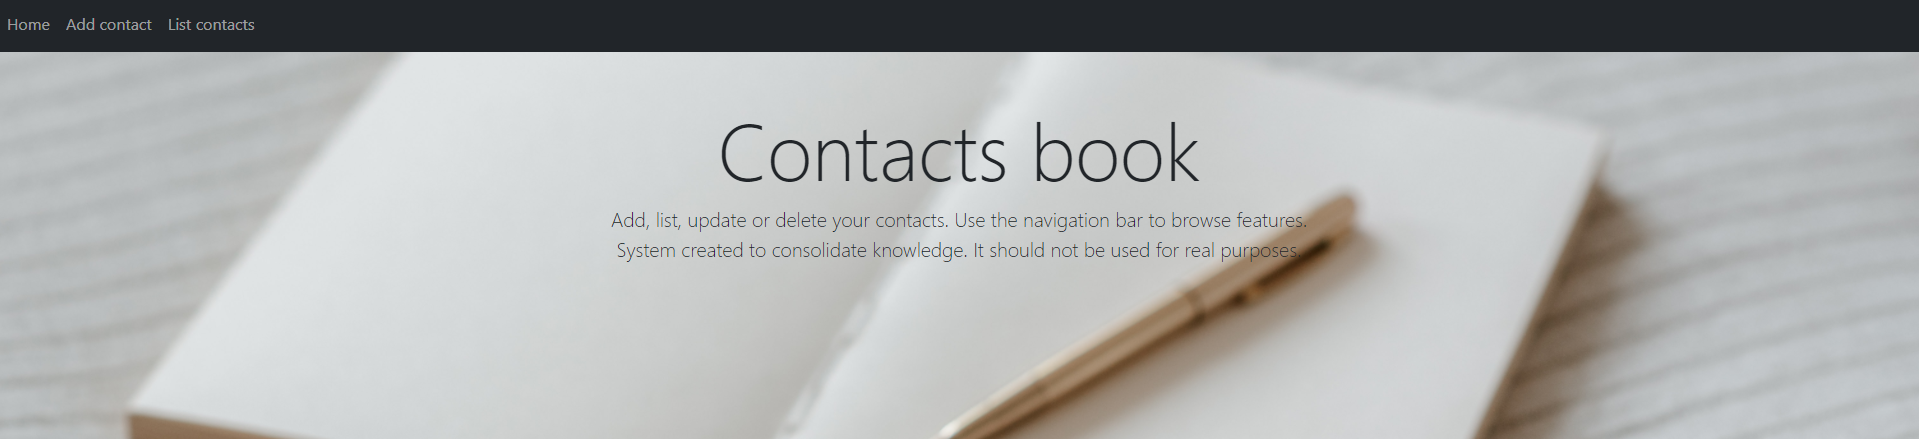 Home Add contact List contacts
Contacts book
Add, list, update or delete your contacts. Use the navigation bar to browse features.
System created to consolidate knowledge. It should not be used for real purposes.